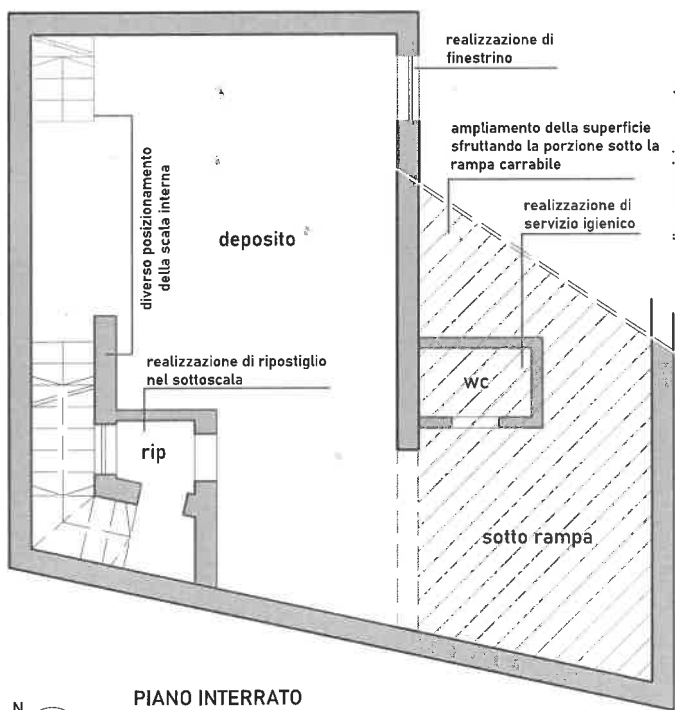 realizzazione di
finestrino
ampliamento della superficie
sfruttando la porzione sotto la
rampa carrabile
realizzazione di
servizio igienico
diverso posizionamento
della scala interna
deposito
realizzazione di ripostiglio
nel sottoscala
wc
rip
sotto rampa
PIANO INTERRATO
N